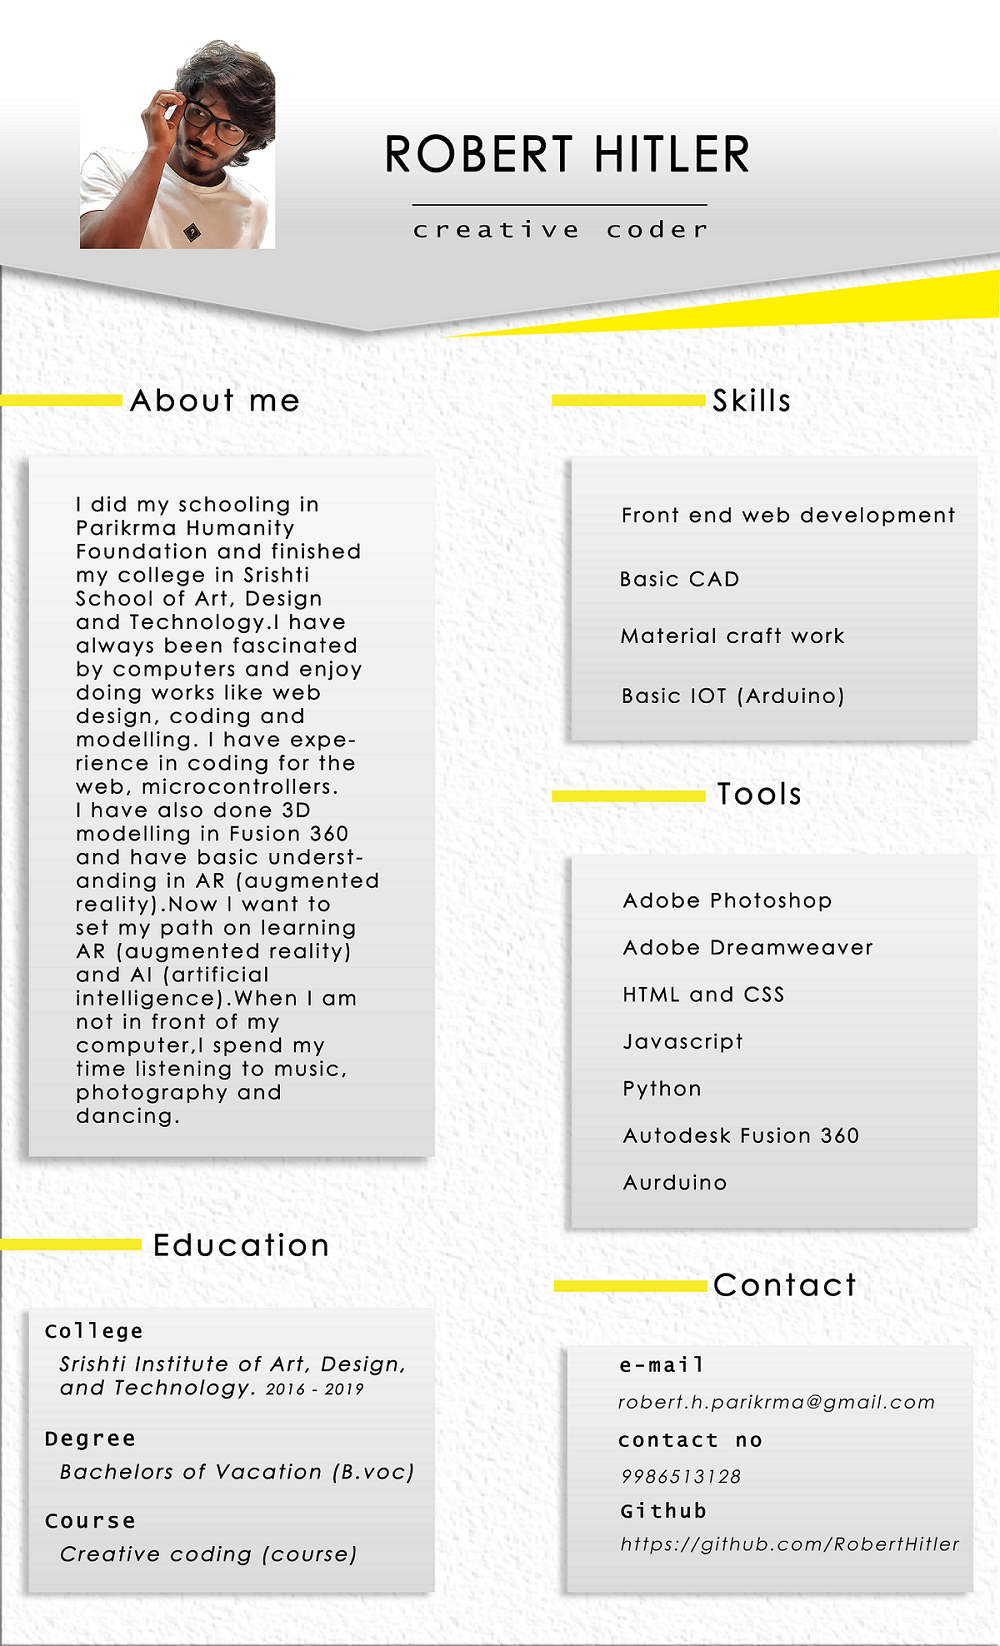 ROBERT HITLER
creative coder
About me
I did my schooling in
Parikrma Humanity
Foundation and finished
my college in Srishti
School of Art, Design
and Technology.I have
always been fascinated
by computers and enjoy
doing works like web
design, coding and
modelling. I have expe-
rience in coding for the
web, microcontrollers.
I have also done 3D
modelling in Fusion 360
and have basic underst-
anding in AR (augmented
reality).Now I want to
set my path on learning
AR (augmented reality)
and AI (artificial
intelligence).When I am
not in front of my
computer,I spend my
time listening to music,
photography and
dancing.
Education
College
Srishti Institute of Art, Design,
and Technology. 2016 - 2019
Degree
Bachelors of Vacation (B.voc)
Course
Creative coding (course)
Skills
Front end web development
Basic CAD
Material craft work
Basic IOT (Arduino)
Tools
Adobe Photoshop
Adobe Dreamweaver
HTML and CSS
Javascript
Python
Autodesk Fusion 360
Aurduino
Contact
e-mail
robert.h.parikrma@gmail.com
contact no
9986513128
Github
https://github.com/RobertHitler